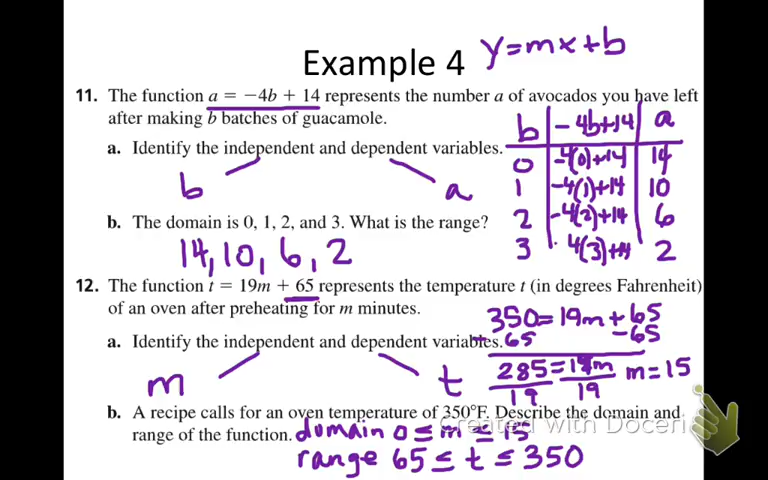 Example 4
y=mx+b
11. The function a = −4b + 14 represents the number a of avocados you have left
after making b batches of guacamole.
a. Identify the independent and dependent variables.
b
a
b. The domain is 0, 1, 2, and 3. What is the range?
14, 10, 6, 2
b -4b+14 a
0 -4(0)+14 14
1 -4(1)+14 10
2 -4(2)+14 6
3 -4(3)+14 2
12. The function t = 19m + 65 represents the temperature t (in degrees Fahrenheit)
of an oven after preheating for m minutes.
a. Identify the independent and dependent variables.
m
t
350=19m+65
-65 -65
285=19m
19 19
m=15
b. A recipe calls for an oven temperature of 350°F. Describe the domain and
range of the function.
domain 0 ≤ m ≤ 15
range 65 ≤ t ≤ 350
Created with Doceri